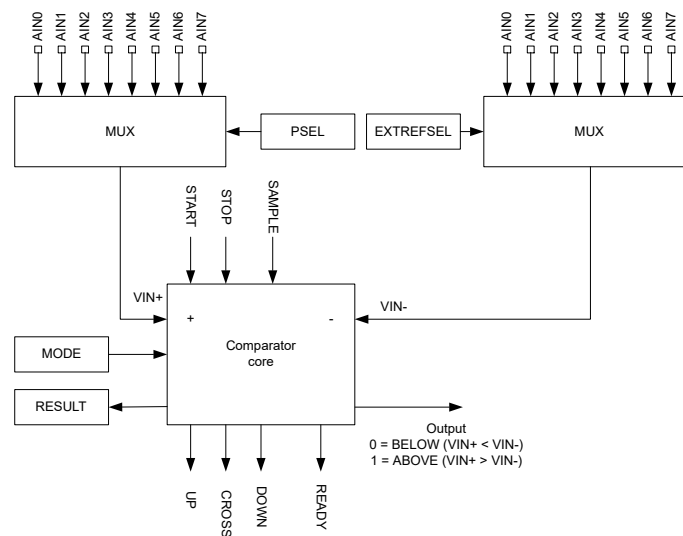 AIN0 AIN1 AIN2 AIN3 AIN4 AIN5 AIN6 AIN7
AIN0 AIN1 AIN2 AIN3 AIN4 AIN5 AIN6 AIN7
MUX
PSEL
EXTREFSEL
MUX
START
STOP
SAMPLE
VIN+
VIN-
+
-
Comparator
core
MODE
RESULT
Output
0 = BELOW (VIN+ < VIN-)
1 = ABOVE (VIN+ > VIN-)
UP
CROSS
DOWN
READY